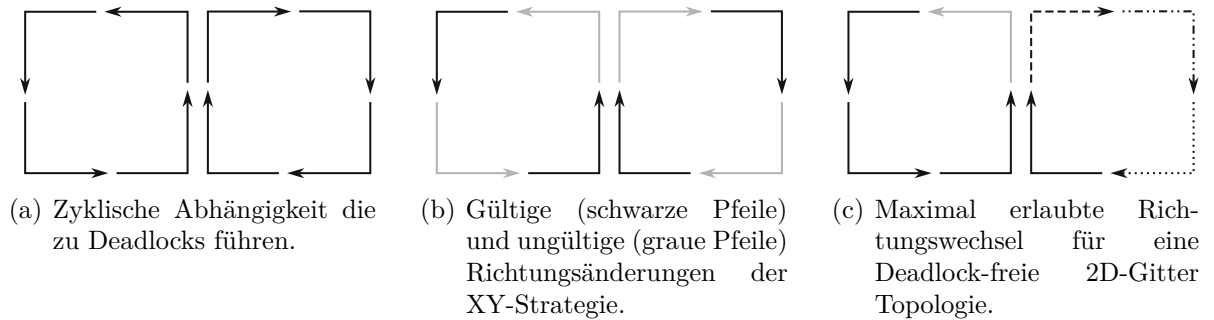 (a) Zyklische Abhängigkeit die
zu Deadlocks führen.
(b) Gültige (schwarze Pfeile)
und ungültige (graue Pfeile)
Richtungsänderungen der
XY-Strategie.
(c) Maximal erlaubte Rich-
tungswechsel für eine
Deadlock-freie 2D-Gitter
Topologie.